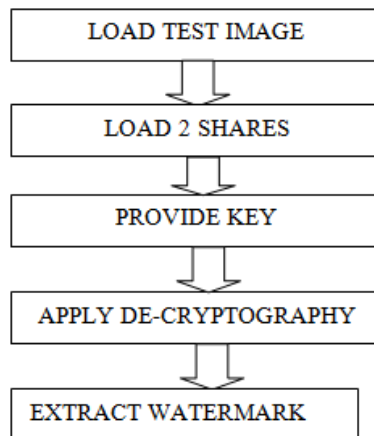 LOAD TEST IMAGE
LOAD 2 SHARES
PROVIDE KEY
APPLY DE-CRYPTOGRAPHY
EXTRACT WATERMARK